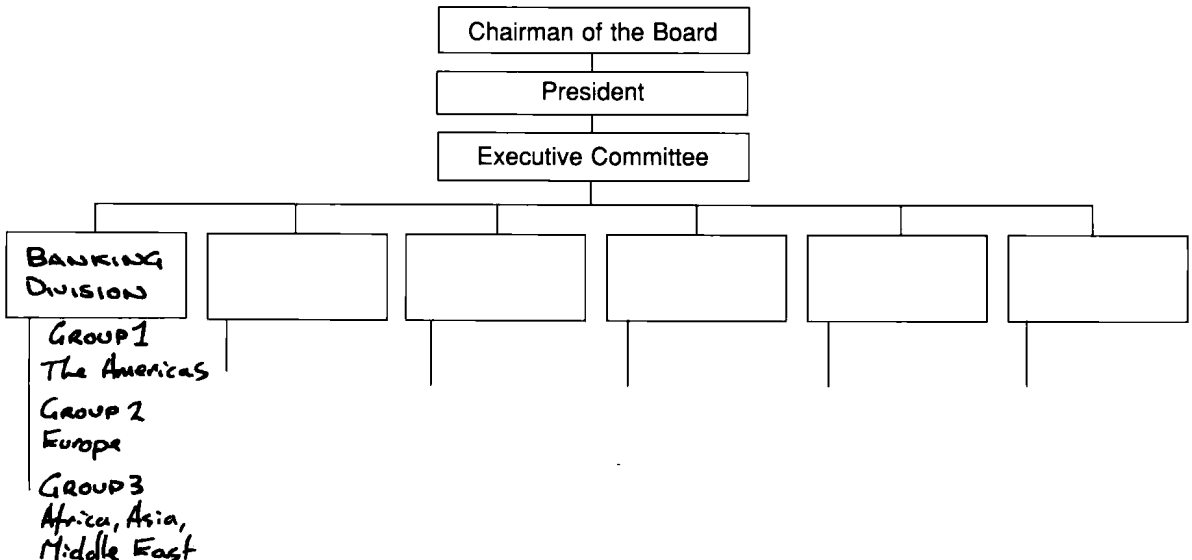 Chairman of the Board
President
Executive Committee
BANKING
DIVISION
GROUP 1
The Americas
GROUP 2
Europe
GROUP 3
Africa, Asia,
Middle East